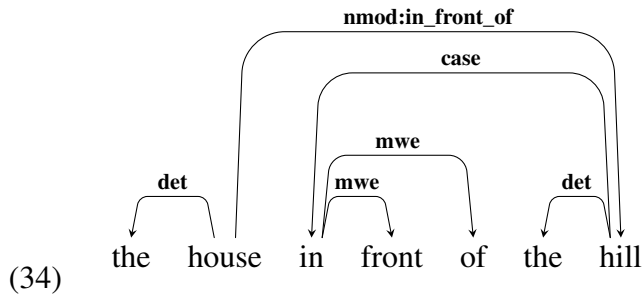 nmod:in_front_of
case
mwe
det mwe det
(34) the house in front of the hill